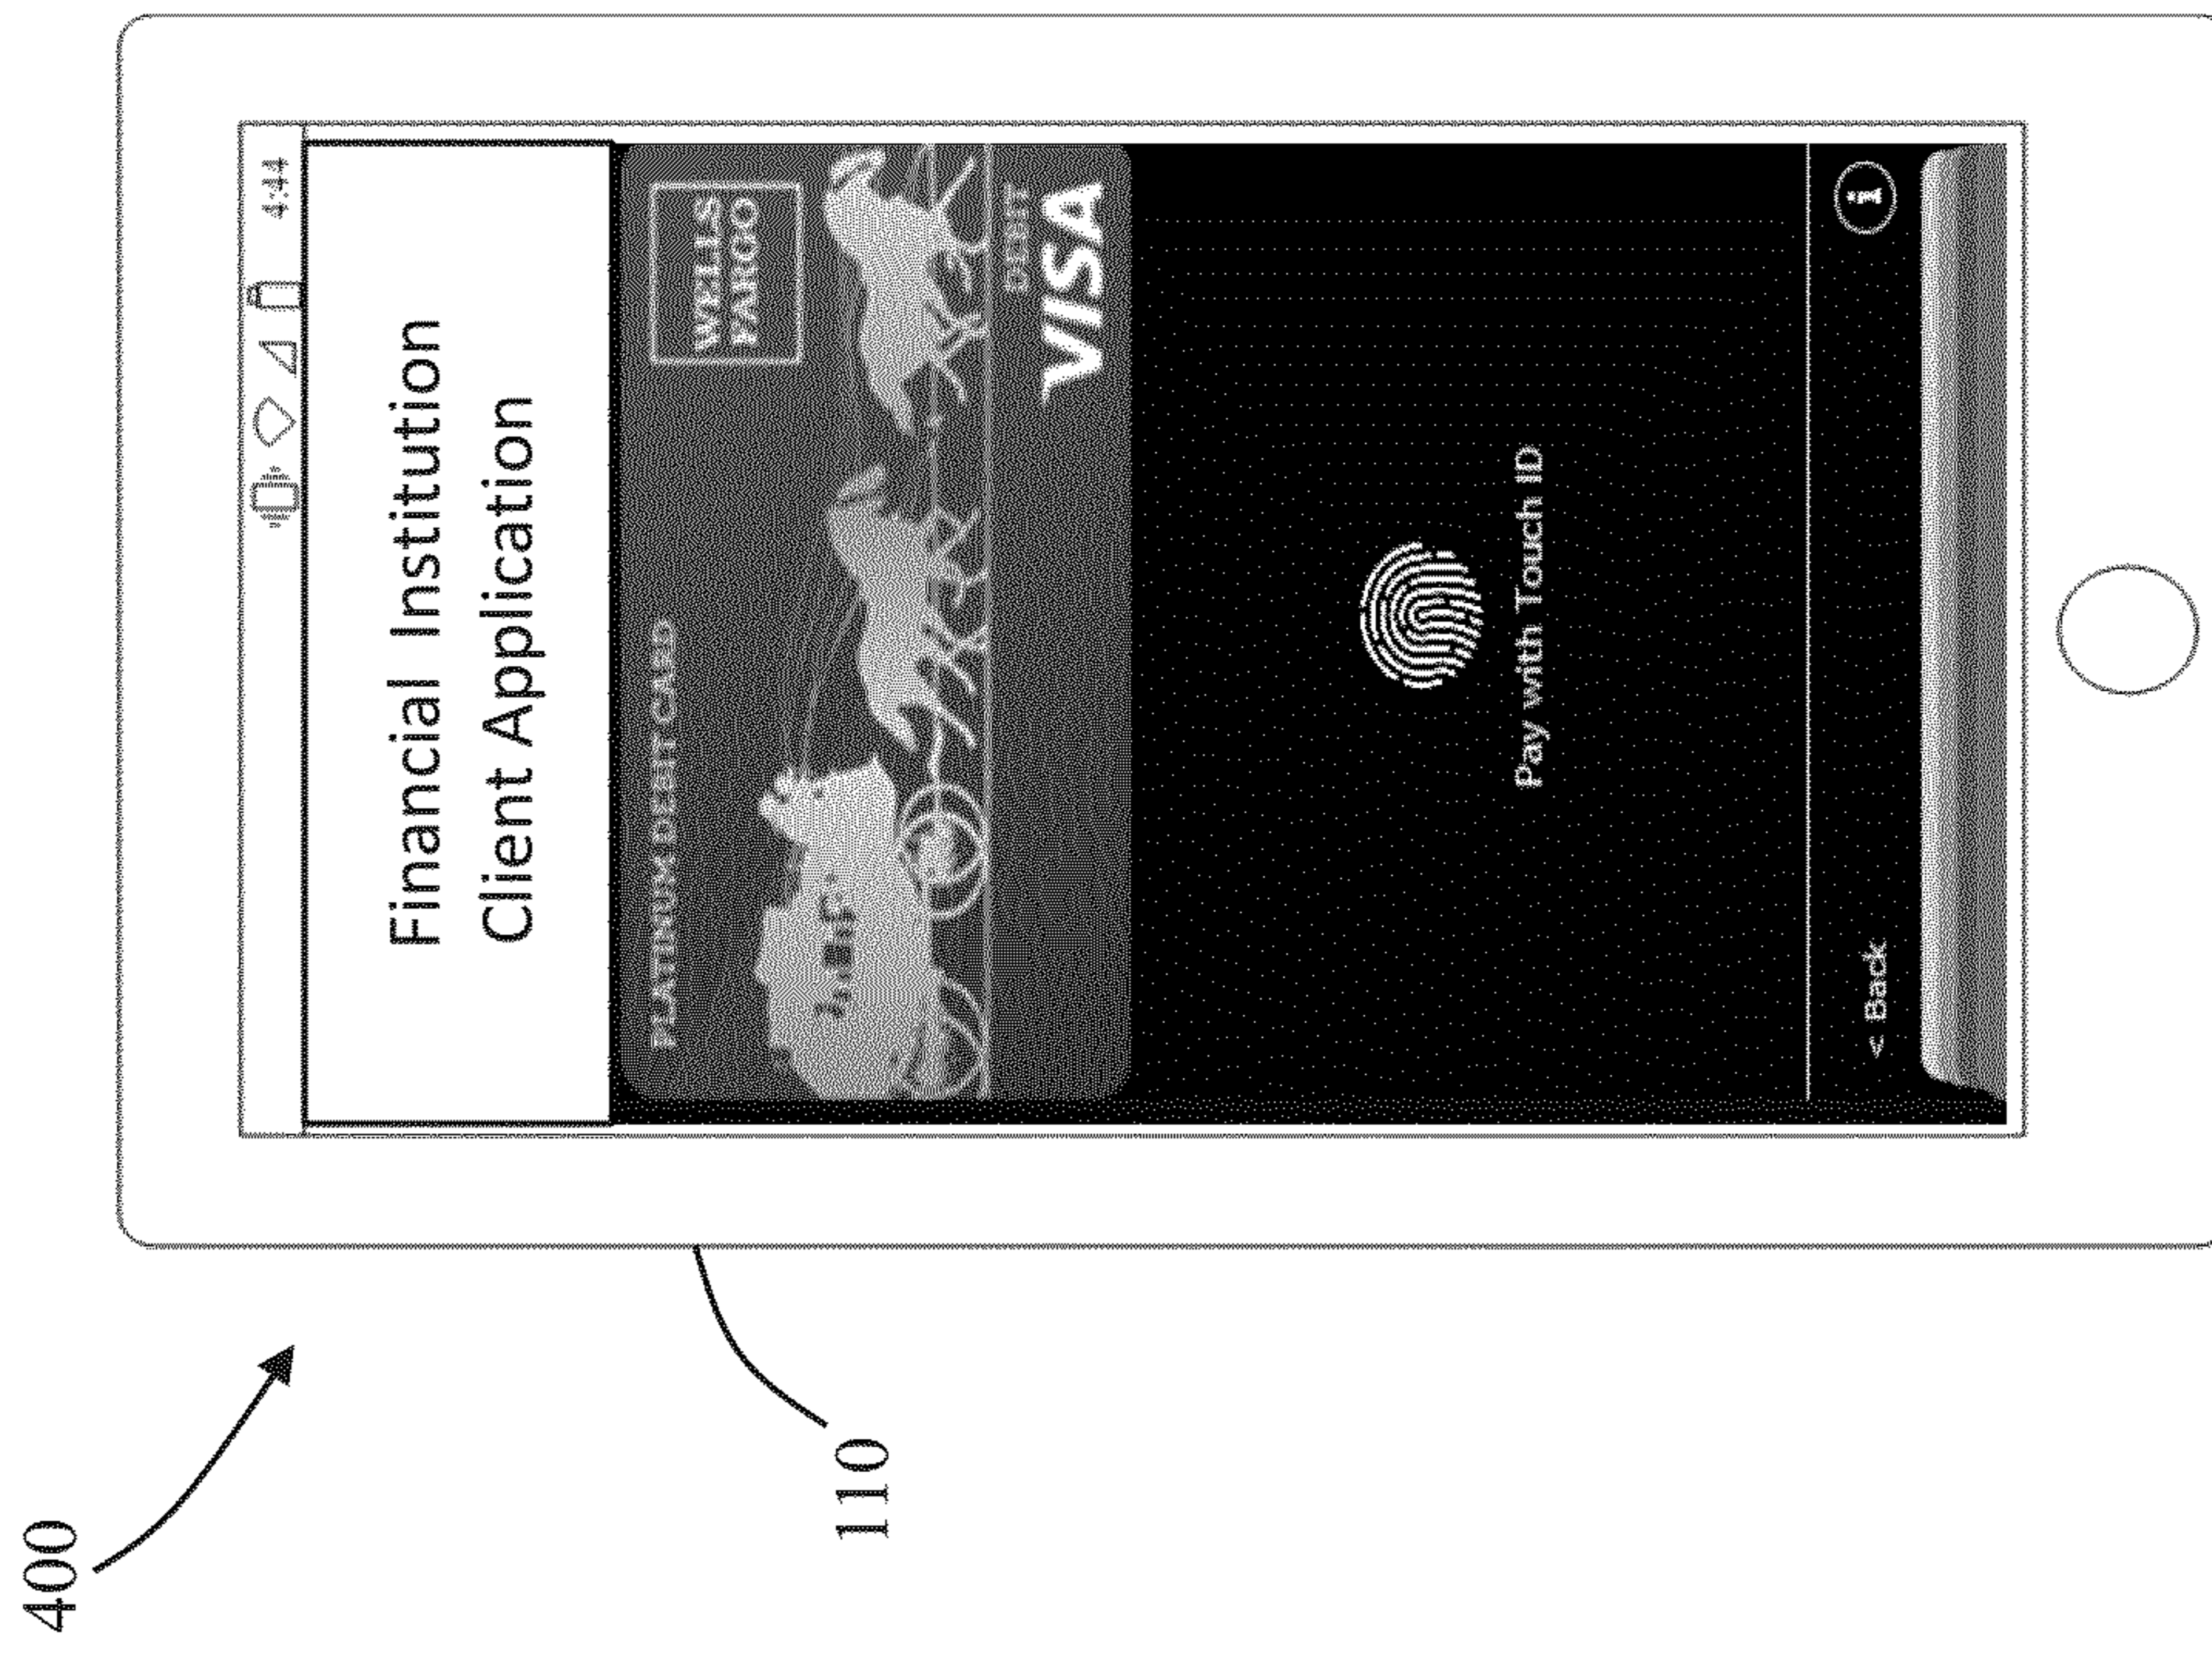 400
110
4:44
Financial Institution
Client Application
PLATINUM DEBIT CARD
WELLS
FARGO
DEBIT
VISA
Pay with Touch ID
< Back
i